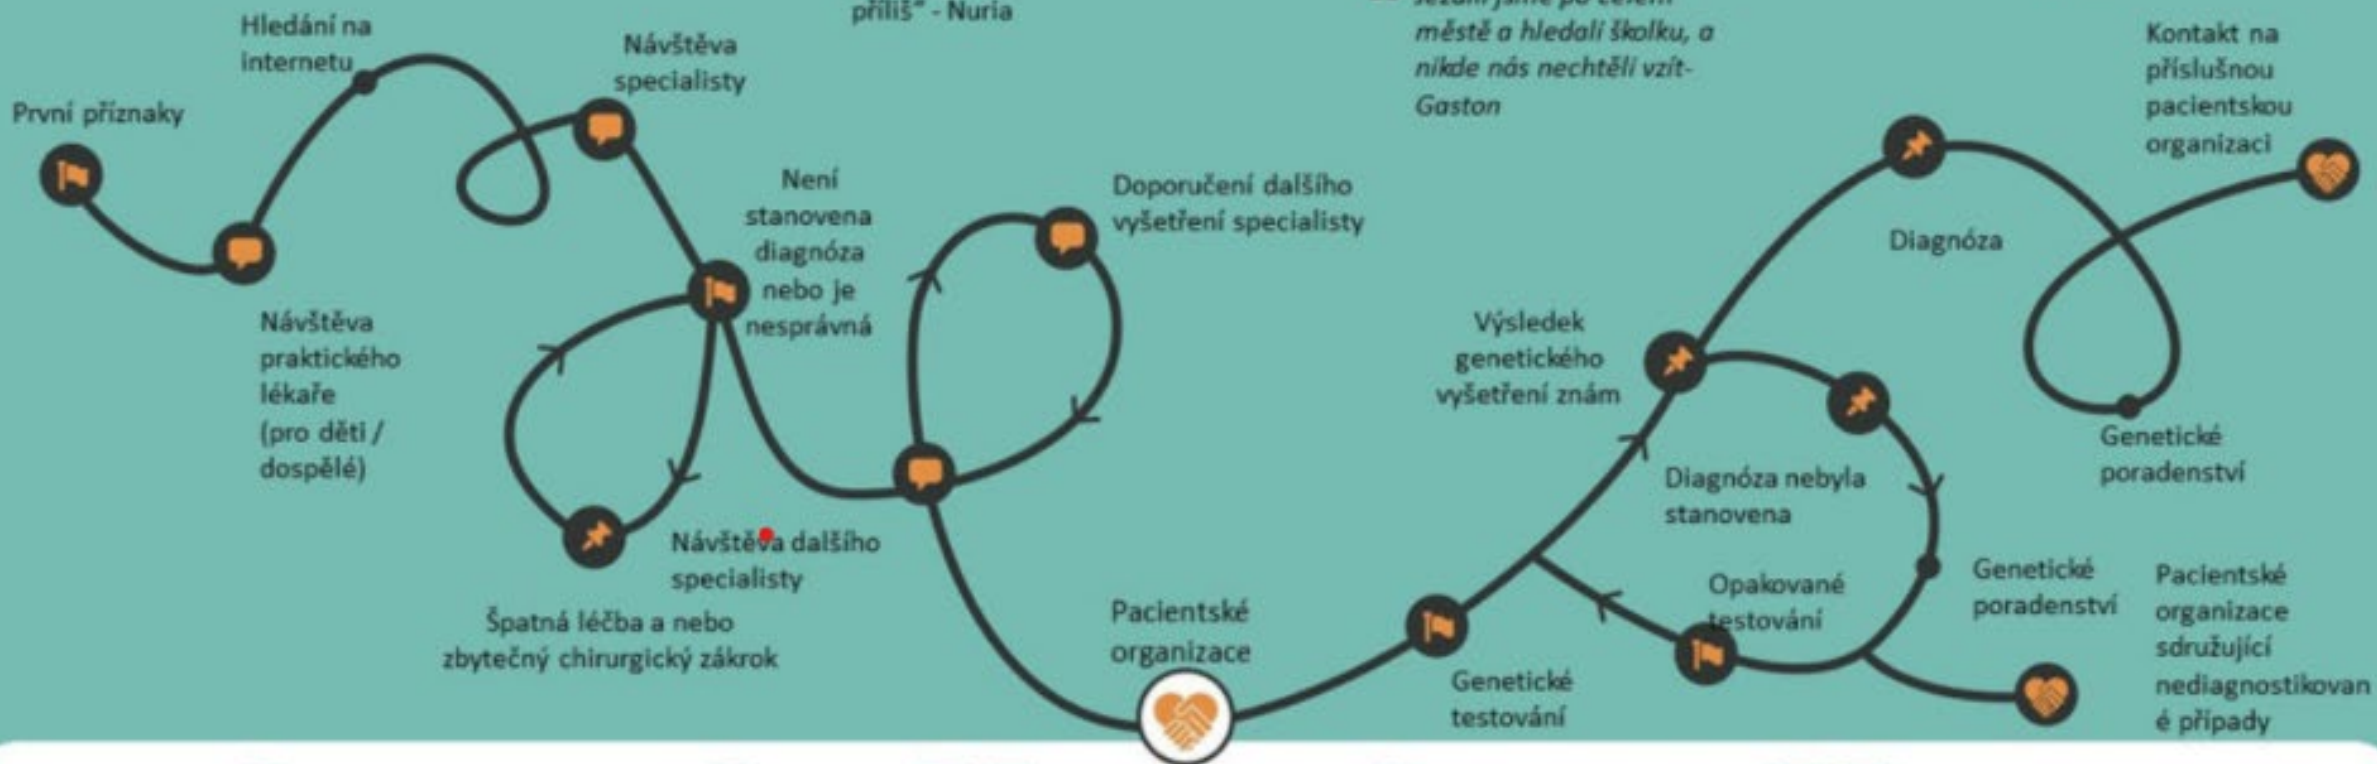 příliš" - Nuria
městě a hledali školku, a
nikde nás nechtěli vzít-
Gaston
První příznaky
Hledání na
internetu
Návštěva
praktického
lékaře
(pro děti /
dospělé)
Návštěva
specialisty
Není
stanovena
diagnóza
nebo je
nesprávná
Návštěva dalšího
specialisty
Špatná léčba a nebo
zbytečný chirurgický zákrok
Doporučení dalšího
vyšetření specialisty
Pacientské
organizace
Genetické
testování
Výsledek
genetického
vyšetření znám
Diagnóza nebyla
stanovena
Opakované
testování
Genetické
poradenství
Pacientské
organizace
sdružující
nediagnostikovan
é případy
Diagnóza
Genetické
poradenství
Kontakt na
příslušnou
pacientskou
organizaci